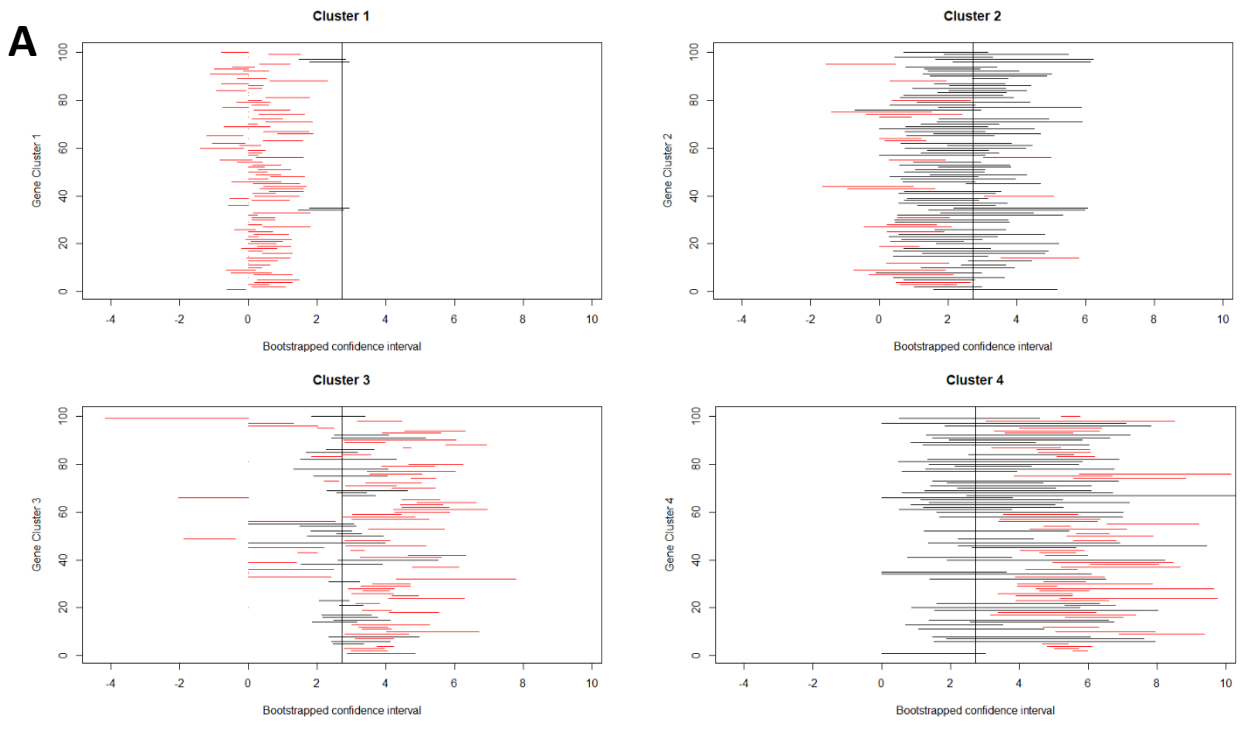 A
Cluster 1
Gene Cluster 1
0 20 40 60 80 100
-4 -2 0 2 4 6 8 10
Bootstrapped confidence interval
Cluster 2
Gene Cluster 2
0 20 40 60 80 100
-4 -2 0 2 4 6 8 10
Bootstrapped confidence interval
Cluster 3
Gene Cluster 3
0 20 40 60 80 100
-4 -2 0 2 4 6 8 10
Bootstrapped confidence interval
Cluster 4
Gene Cluster 4
0 20 40 60 80 100
-4 -2 0 2 4 6 8 10
Bootstrapped confidence interval